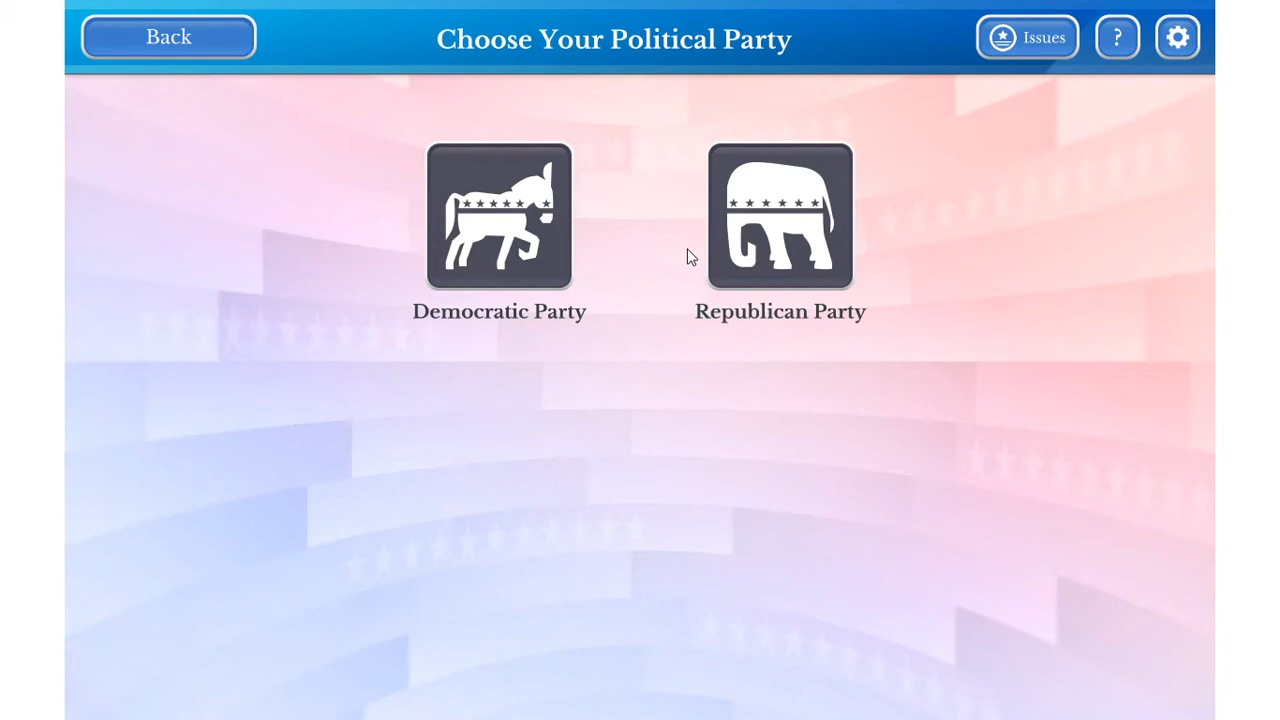 Back
Choose Your Political Party
Issues
?
Democratic Party
Republican Party